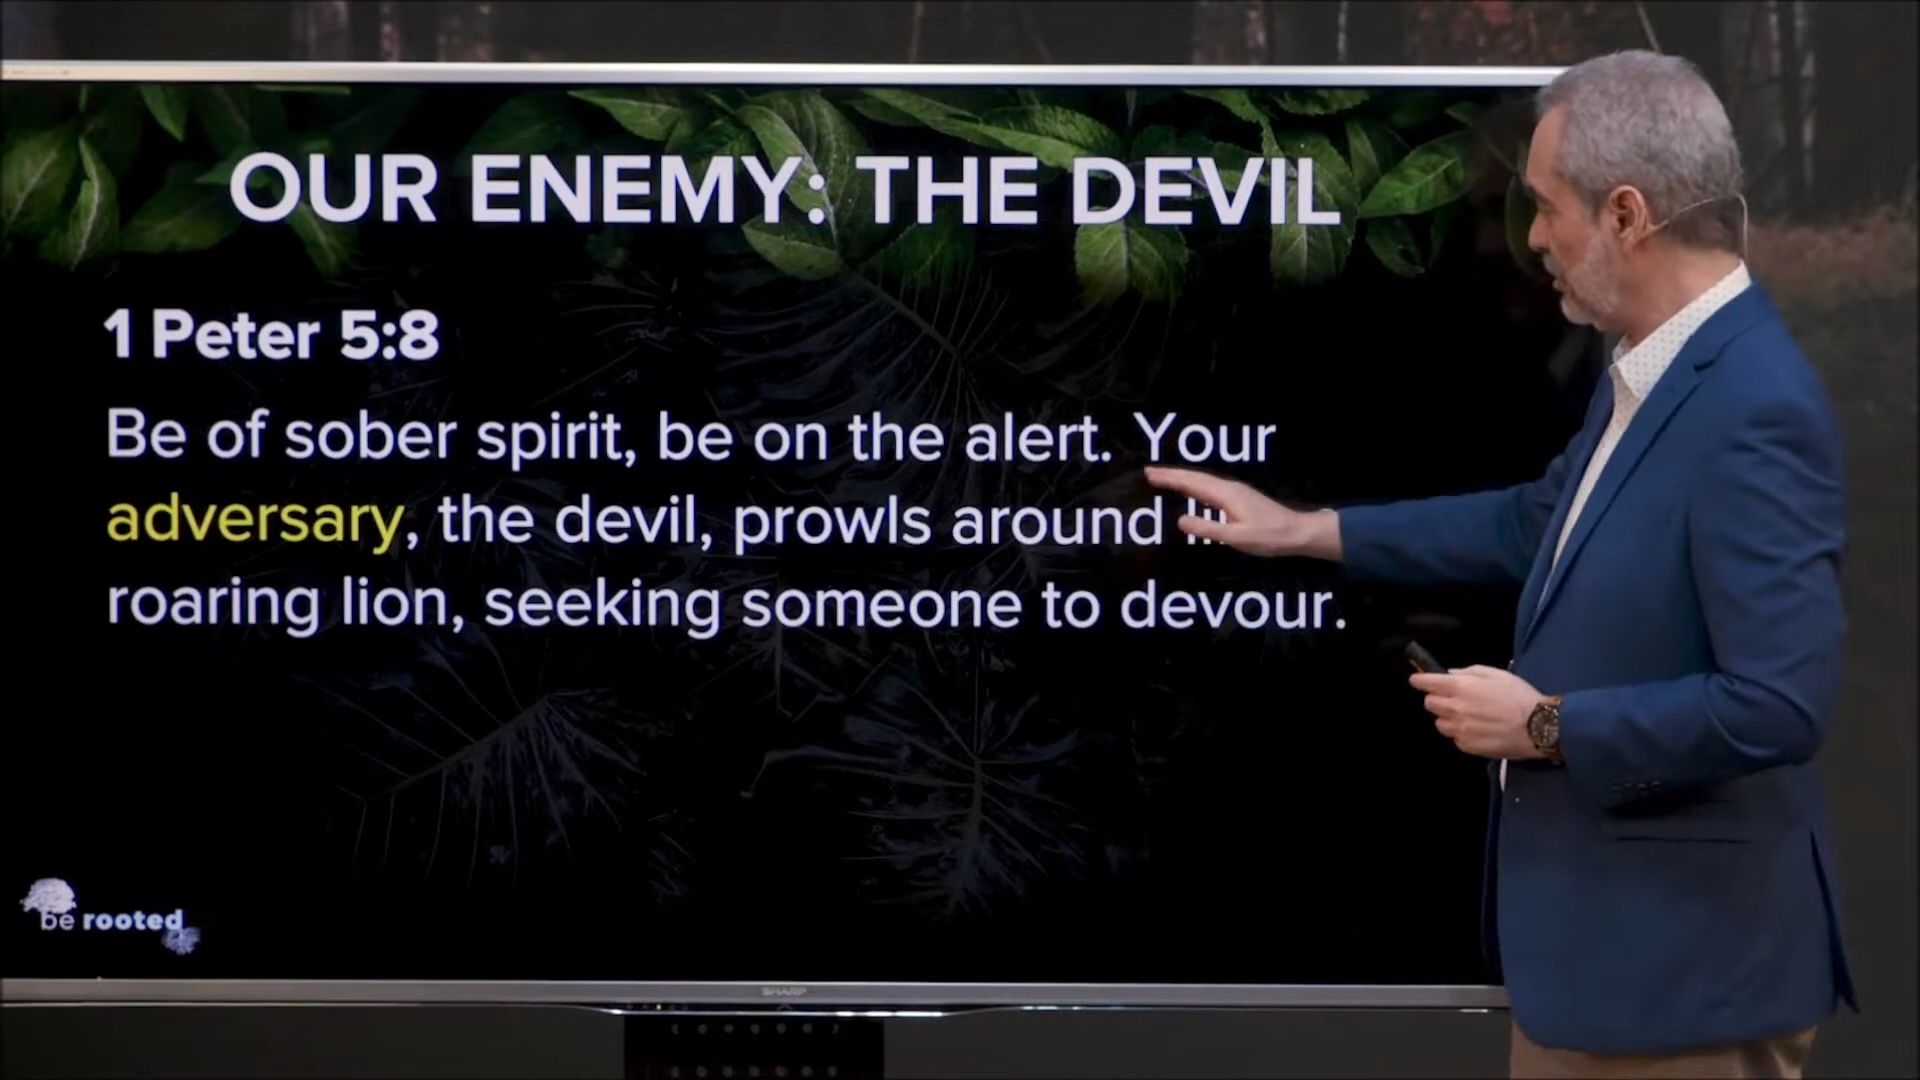 OUR ENEMY: THE DEVIL
1 Peter 5:8
Be of sober spirit, be on the alert. Your
adversary, the devil, prowls around
roaring lion, seeking someone to devour.
be rooted
SHARP